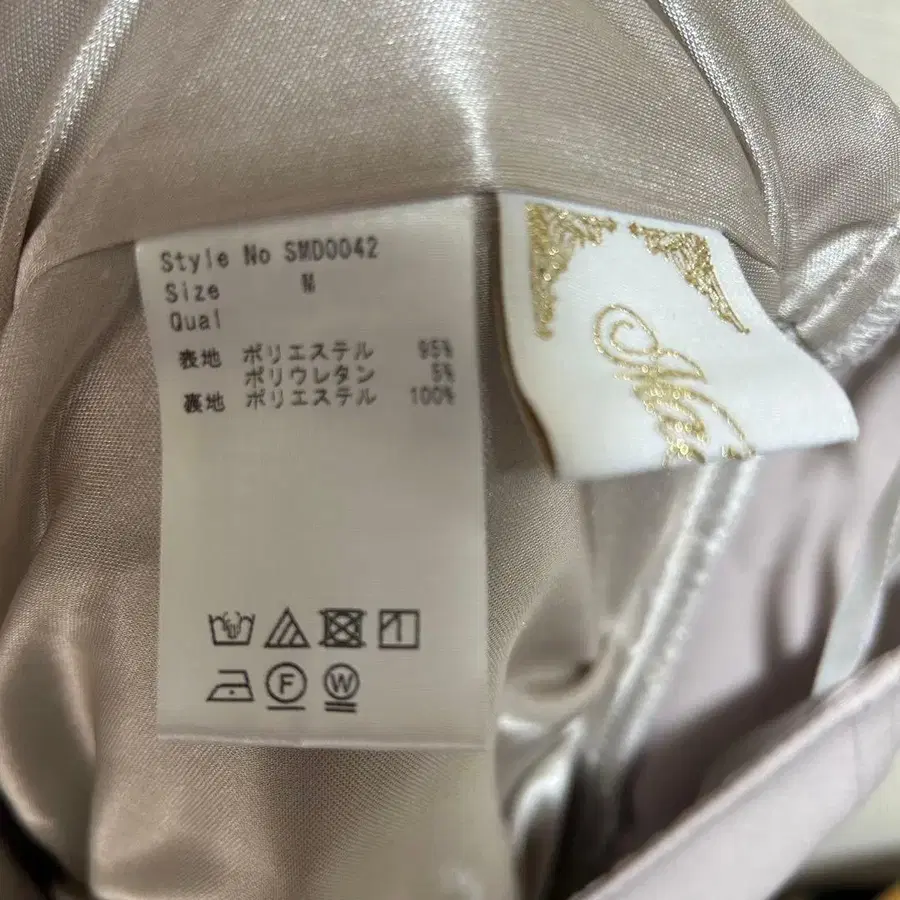 Style No SMD0042
Size M
Qual
表地 ポリエステル 95%
ポリウレタン 5%
裏地 ポリエステル 100%
F
W